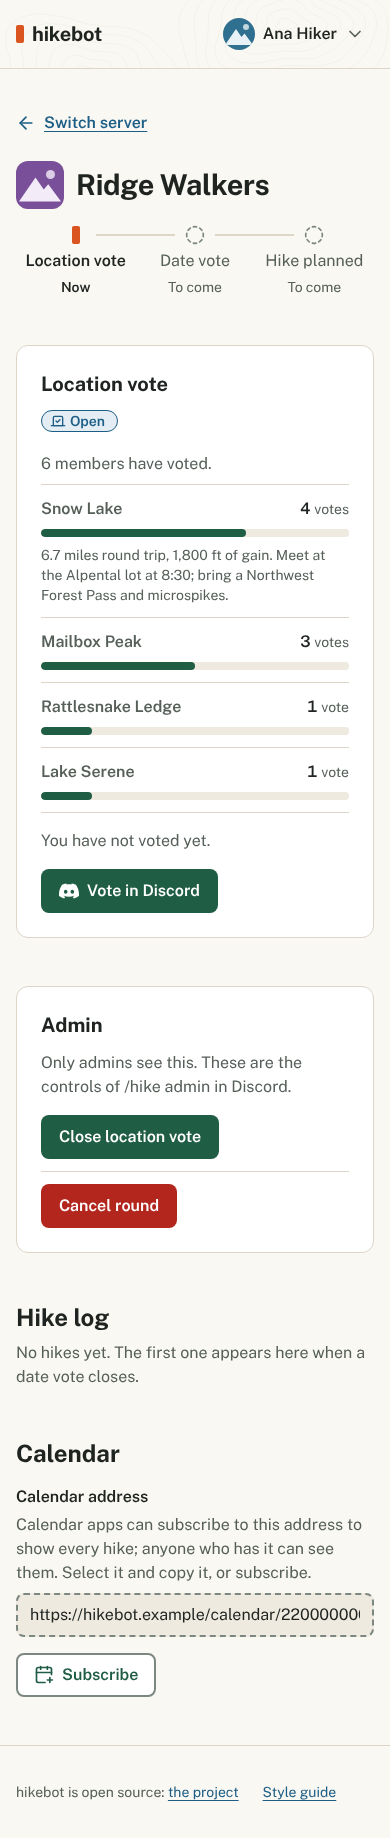 hikebot
Ana Hiker
Switch server
Ridge Walkers
Location vote
Now
Date vote
To come
Hike planned
To come
Location vote
Open
6 members have voted.
Snow Lake
4 votes
6.7 miles round trip, 1,800 ft of gain. Meet at
the Alpental lot at 8:30; bring a Northwest
Forest Pass and microspikes.
Mailbox Peak
3 votes
Rattlesnake Ledge
1 vote
Lake Serene
1 vote
You have not voted yet.
Vote in Discord
Admin
Only admins see this. These are the
controls of /hike admin in Discord.
Close location vote
Cancel round
Hike log
No hikes yet. The first one appears here when a
date vote closes.
Calendar
Calendar address
Calendar apps can subscribe to this address to
show every hike; anyone who has it can see
them. Select it and copy it, or subscribe.
https://hikebot.example/calendar/220000000
Subscribe
hikebot is open source: the project
Style guide